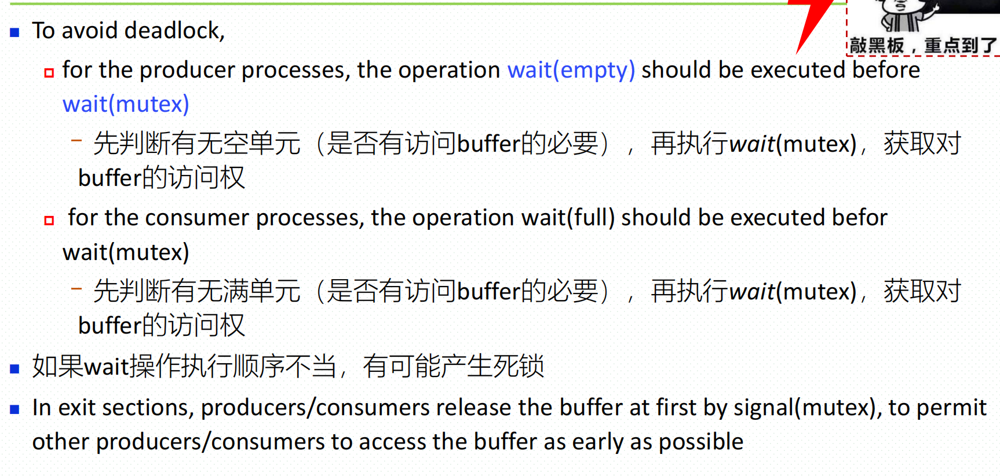 敲黑板，重点到了
To avoid deadlock,
for the producer processes, the operation wait(empty) should be executed before
wait(mutex)
– 先判断有无空单元（是否有访问buffer的必要），再执行wait(mutex)，获取对
buffer的访问权
for the consumer processes, the operation wait(full) should be executed befor
wait(mutex)
– 先判断有无满单元（是否有访问buffer的必要），再执行wait(mutex)，获取对
buffer的访问权
如果wait操作执行顺序不当，有可能产生死锁
In exit sections, producers/consumers release the buffer at first by signal(mutex), to permit
other producers/consumers to access the buffer as early as possible